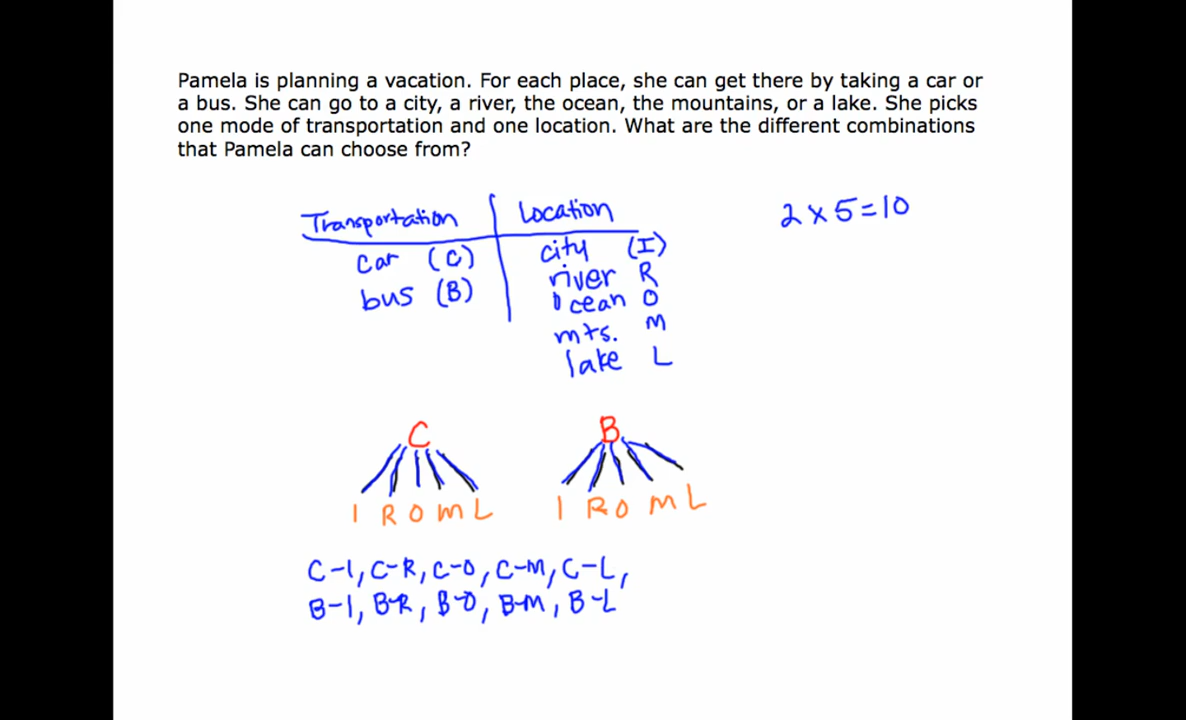 Pamela is planning a vacation. For each place, she can get there by taking a car or
a bus. She can go to a city, a river, the ocean, the mountains, or a lake. She picks
one mode of transportation and one location. What are the different combinations
that Pamela can choose from?
Transportation Location
2 x 5 = 10
car (C) city (I)
bus (B) river R
ocean O
mts. M
lake L
C B
I R O M L I R O M L
C-I, C-R, C-O, C-M, C-L,
B-I, B-R, B-O, B-M, B-L